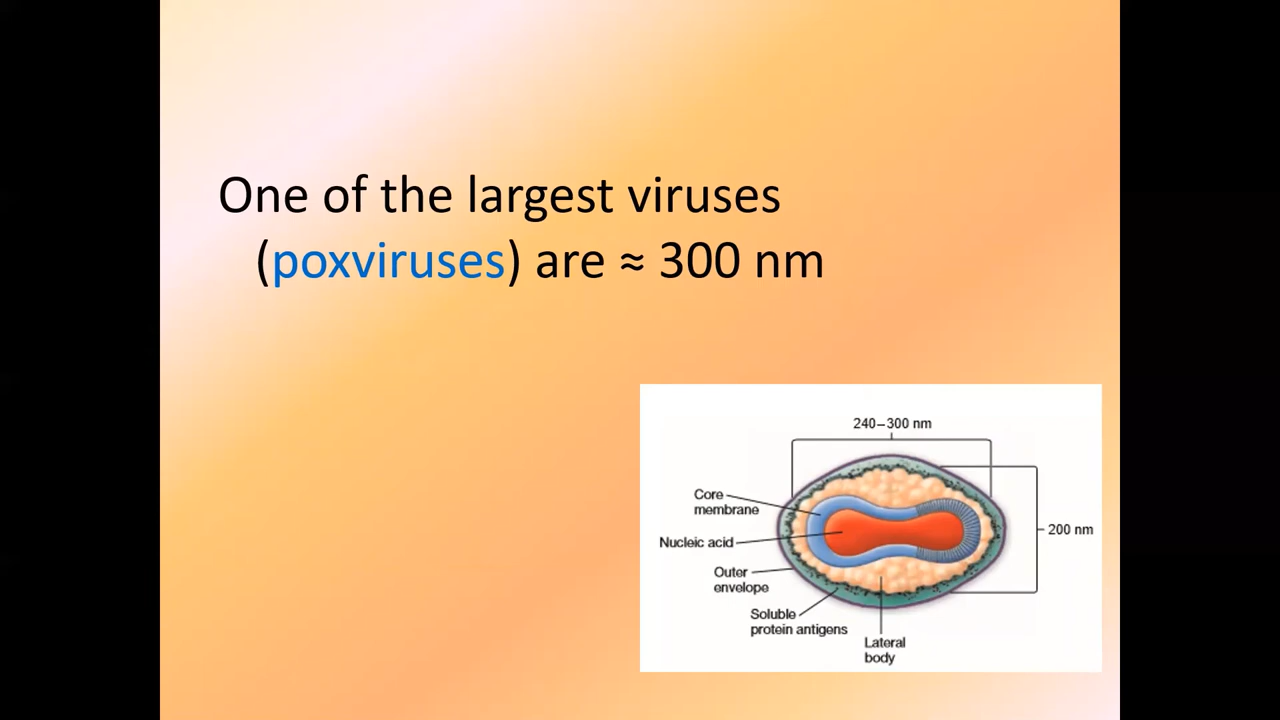 One of the largest viruses
(poxviruses) are ≈ 300 nm
240–300 nm
Core
membrane
200 nm
Nucleic acid
Outer
envelope
Soluble
protein antigens
Lateral
body